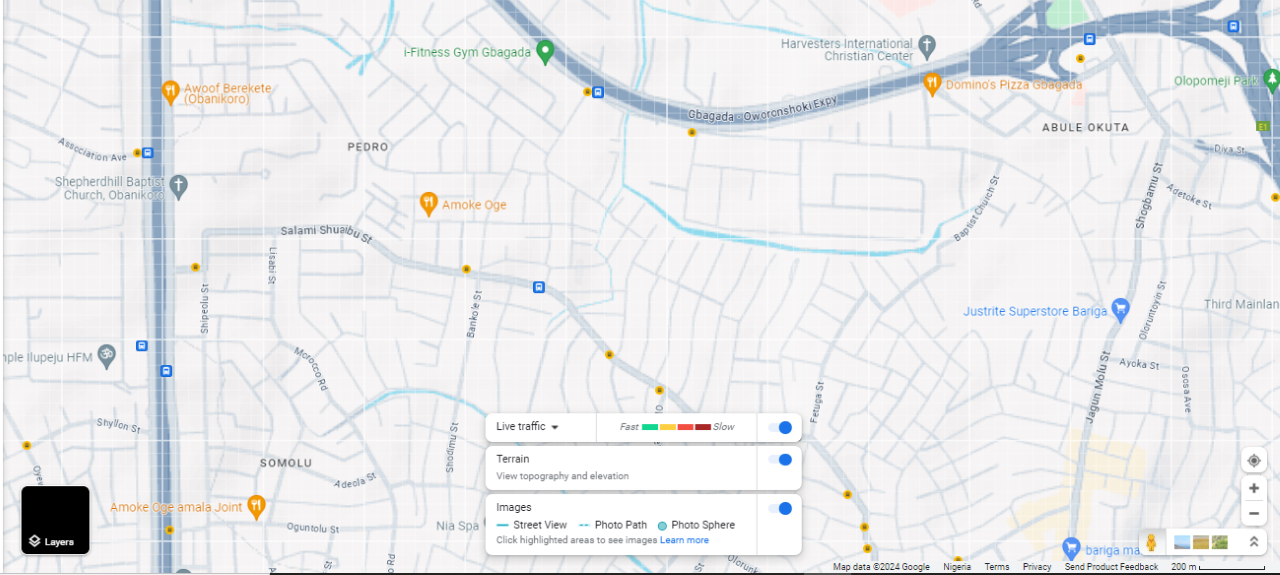 i-Fitness Gym Gbagada
Harvesters International
Christian Center
Awoof Berekete
(Obanikoro)
Domino's Pizza Gbagada
Olopomeji Park
Gbagada - Oworonshoki Expy
E1
ABULE OKUTA
Association Ave
PEDRO
Diya St
Shepherdhill Baptist
Church, Obanikoro
Amoke Oge
Adetoke St
Shogbamu St
Baptist Church St
Salami Shuaibu St
Lisabi St
Shipeolu St
Banko'e St
Justrite Superstore Bariga
Oloruntoyin St
Third Mainlan
Morocco Rd
mple Ilupeju HFM
Ayoka St
Jagun Molu St
Ososa Ave
Fetuga St
Live traffic
Fast
Slow
Shyllon St
Shodimu St
SOMOLU
Terrain
View topography and elevation
Adeola St
Images
Amoke Oge amala Joint
Street View
Photo Path
Photo Sphere
Oguntolu St
Nia Spa
Click highlighted areas to see images Learn more
Layers
bariga ma
Rd
Map data ©2024 Google
Nigeria
Terms
Privacy
Send Product Feedback
200 m